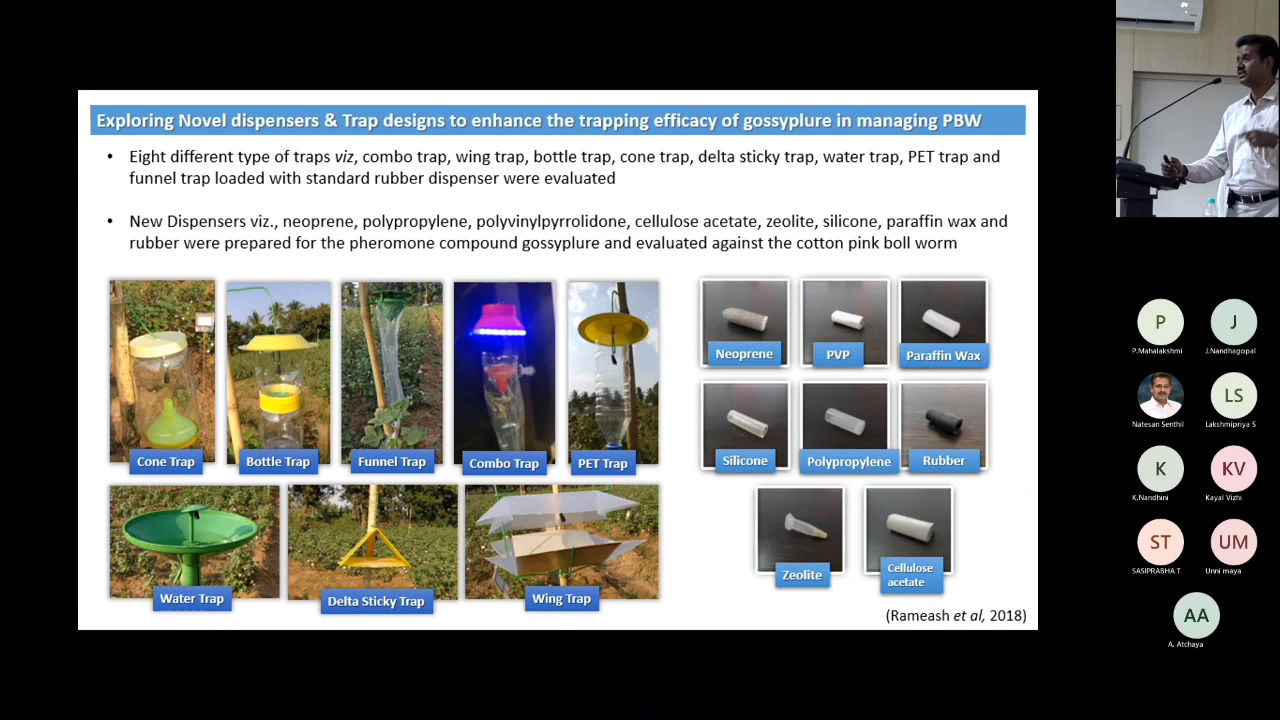 Exploring Novel dispensers & Trap designs to enhance the trapping efficacy of gossyplure in managing PBW
• Eight different type of traps viz, combo trap, wing trap, bottle trap, cone trap, delta sticky trap, water trap, PET trap and
funnel trap loaded with standard rubber dispenser were evaluated
• New Dispensers viz., neoprene, polypropylene, polyvinylpyrrolidone, cellulose acetate, zeolite, silicone, paraffin wax and
rubber were prepared for the pheromone compound gossyplure and evaluated against the cotton pink boll worm
Cone Trap
Bottle Trap
Funnel Trap
Combo Trap
PET Trap
Water Trap
Delta Sticky Trap
Wing Trap
Neoprene
PVP
Paraffin Wax
Silicone
Polypropylene
Rubber
Zeolite
Cellulose
acetate
(Rameash et al, 2018)
P
P.Mahalakshmi
J
J.Nandhagopal
Natesan Senthil
LS
Lakshmipriya S
K
K.Nandhini
KV
Kayal Vizhi
ST
SASIPRABHA T
UM
Unni maya
AA
A. Atchaya